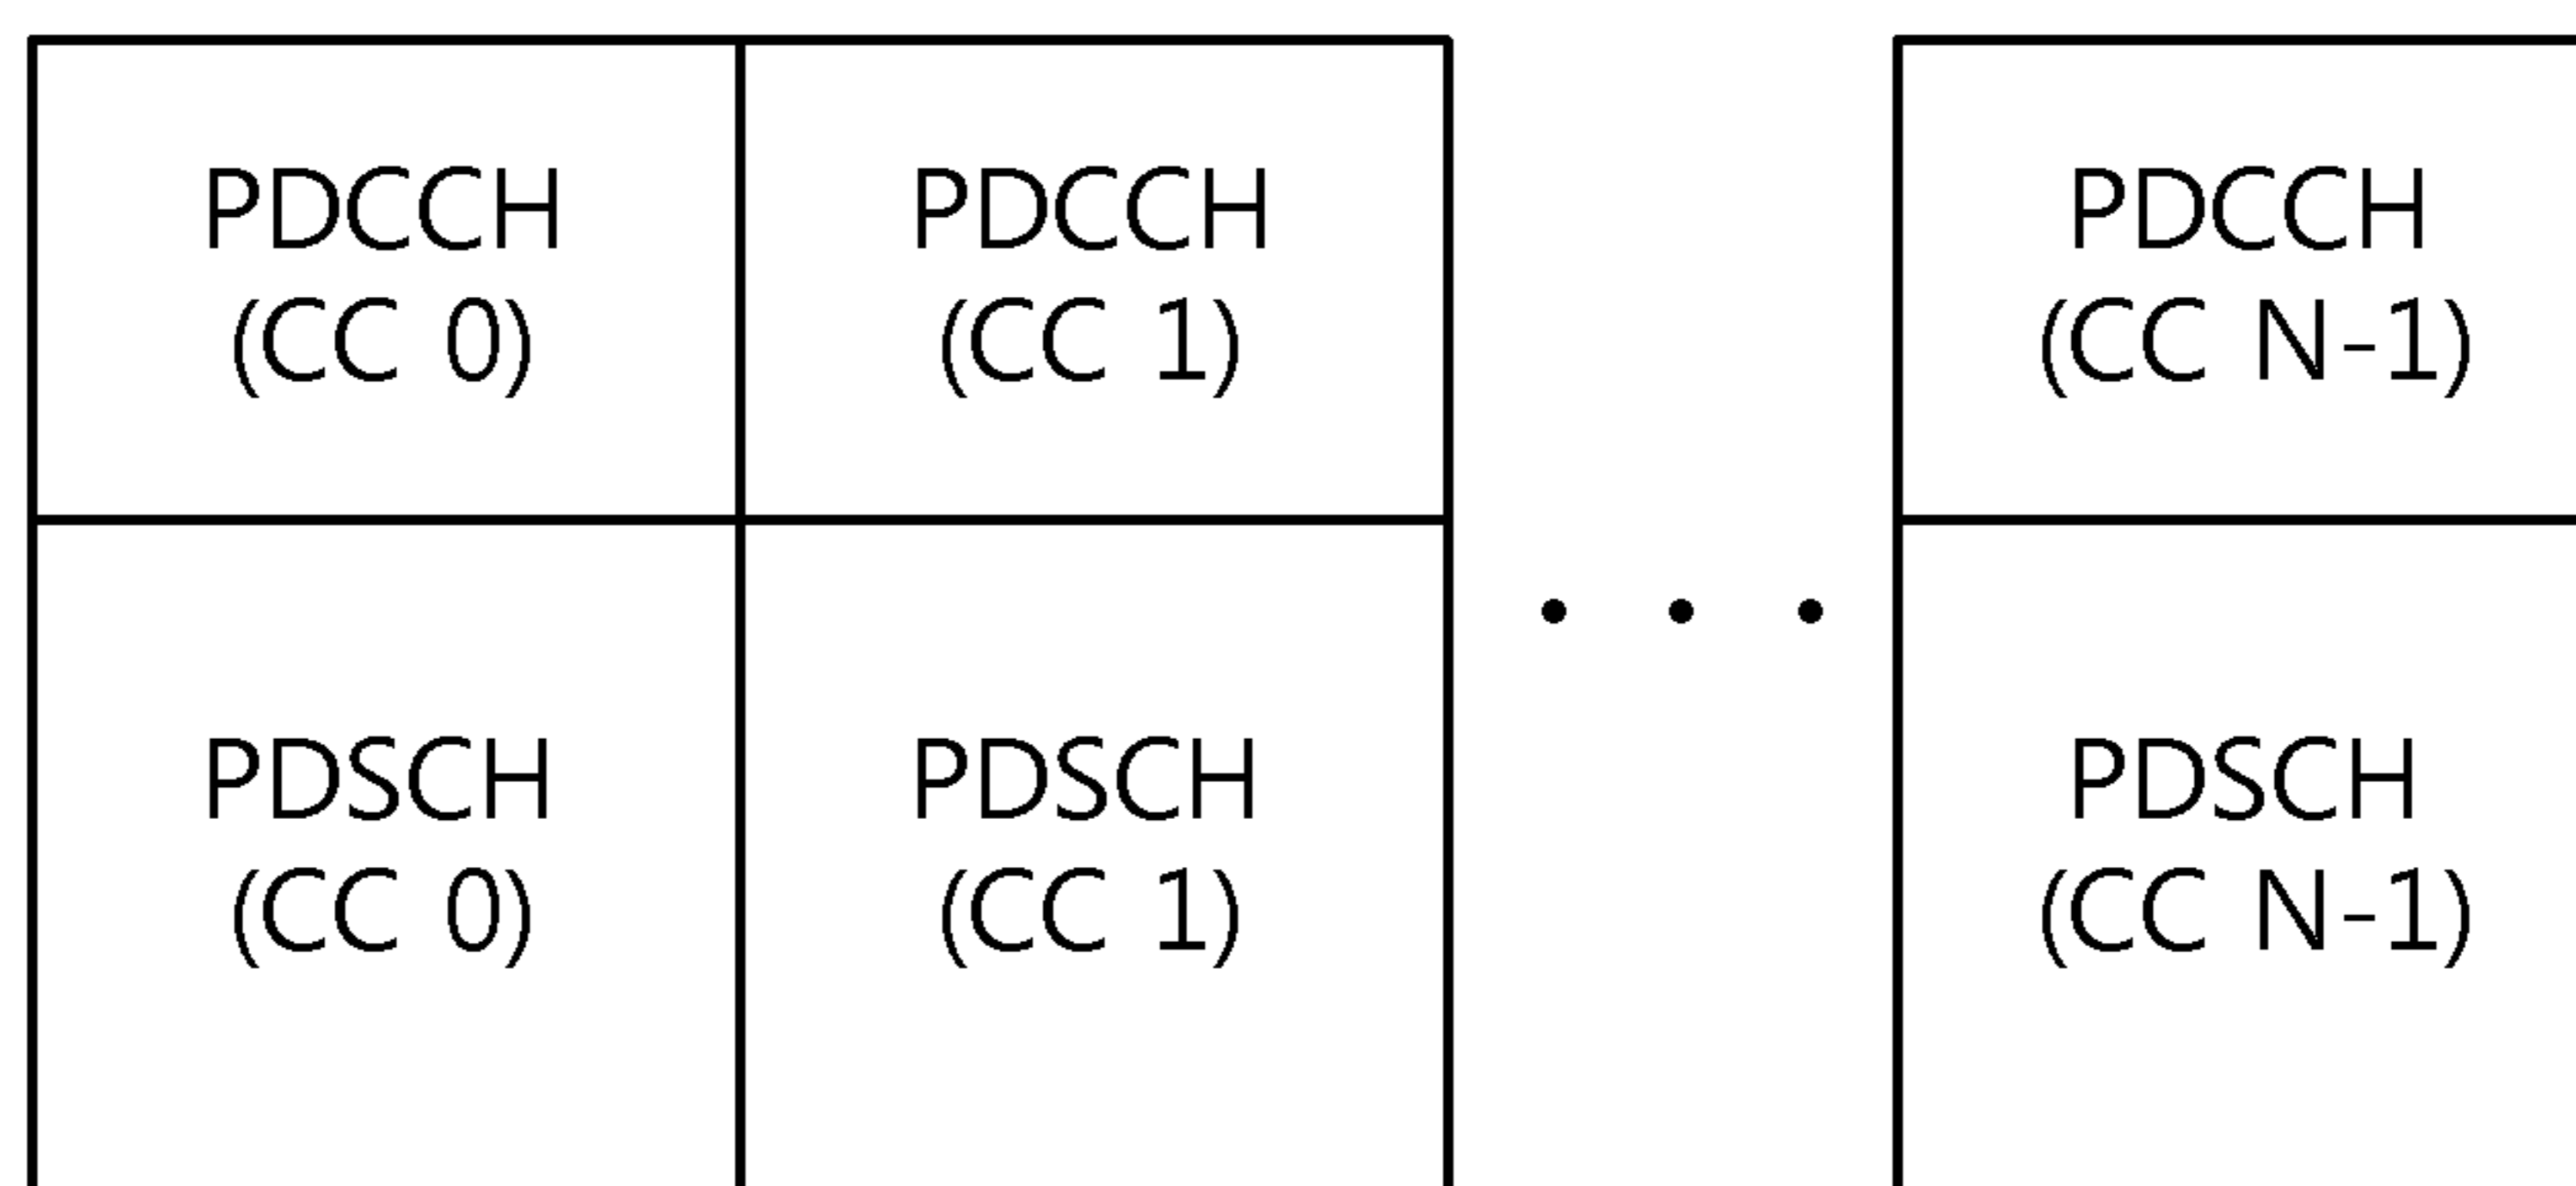 PDCCH
(CC 0)
PDCCH
(CC 1)
PDCCH
(CC N-1)
PDSCH
(CC 0)
PDSCH
(CC 1)
PDSCH
(CC N-1)